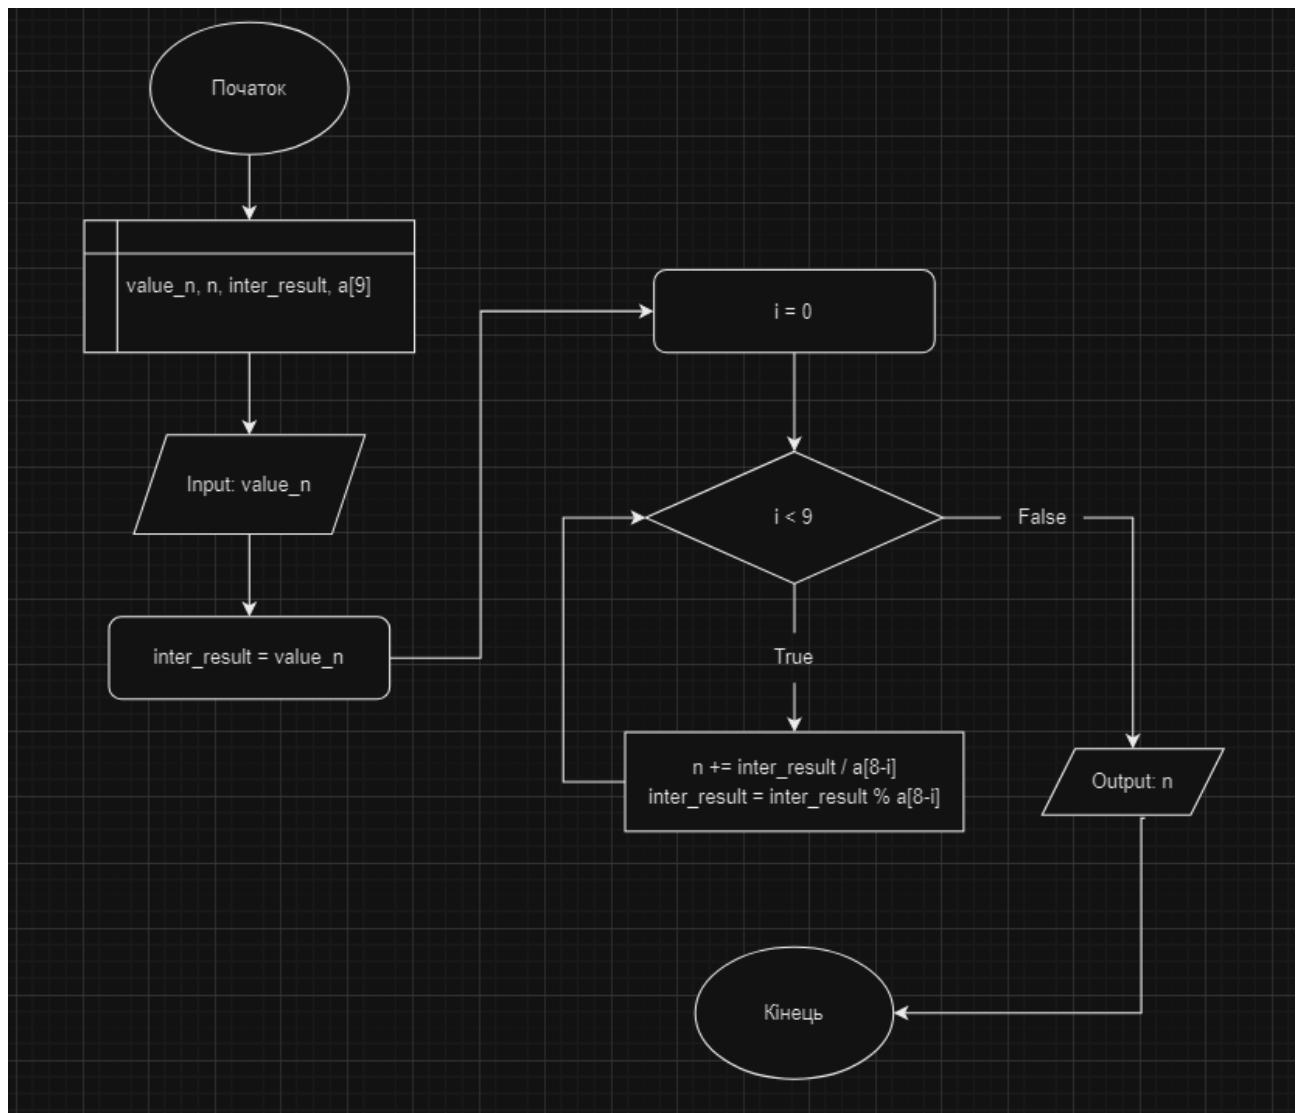 Початок
value_n, n, inter_result, a[9]
Input: value_n
inter_result = value_n
i = 0
i < 9
False
True
n += inter_result / a[8-i]
inter_result = inter_result % a[8-i]
Output: n
Кінець